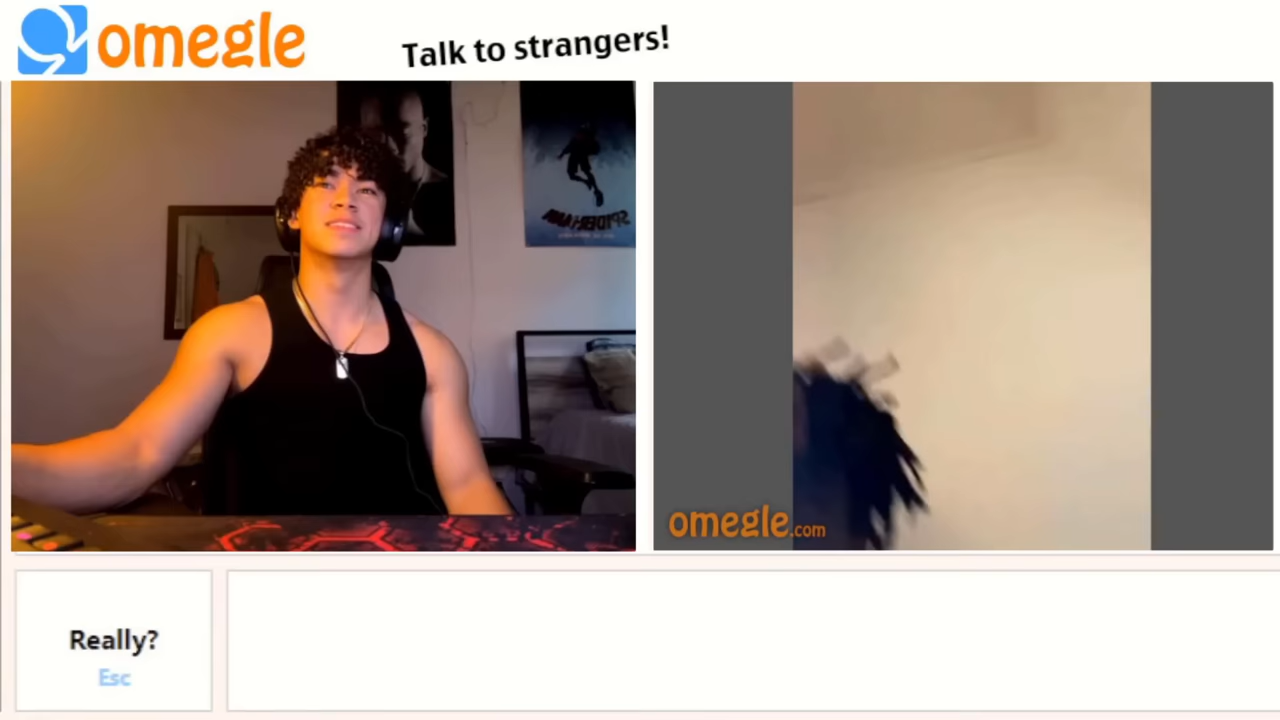 omegle
Talk to strangers!
omegle.com
Really?
Esc